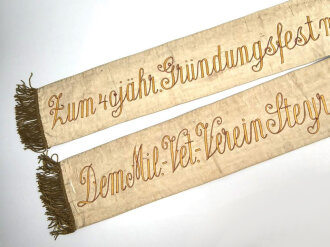 Zum 40jähr. Gründungsfest
Dem Mil.-Vet.-Verein Steyr